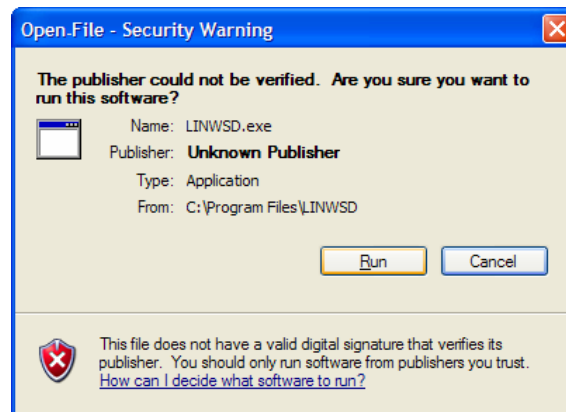 Open File - Security Warning
The publisher could not be verified. Are you sure you want to
run this software?
Name: LINWSD.exe
Publisher: Unknown Publisher
Type: Application
From: C:\Program Files\LINWSD
Run
Cancel
This file does not have a valid digital signature that verifies its
publisher. You should only run software from publishers you trust.
How can I decide what software to run?